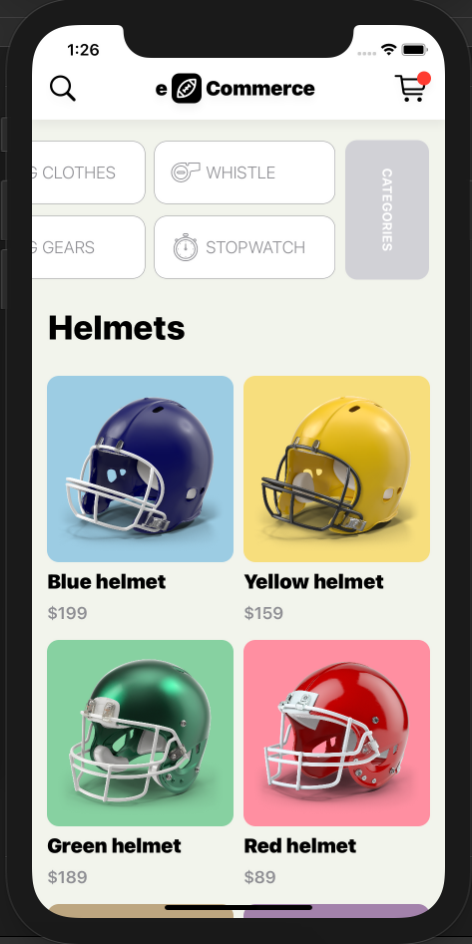 1:26
e Commerce
G CLOTHES
WHISTLE
CATEGORIES
G GEARS
STOPWATCH
Helmets
Blue helmet
Yellow helmet
$199
$159
Green helmet
Red helmet
$189
$89